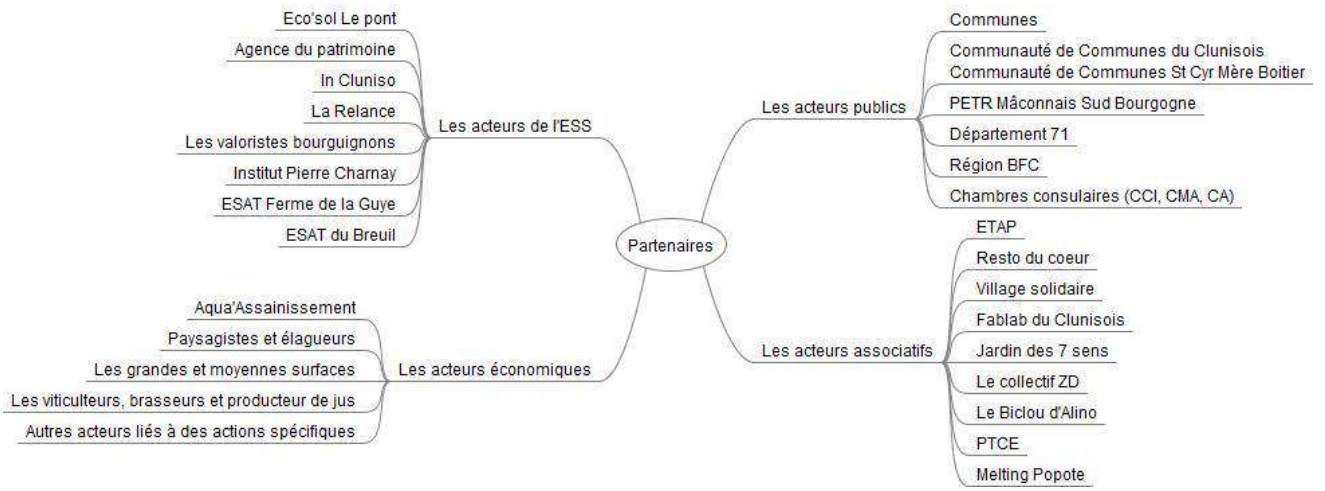 Partenaires
Les acteurs de l'ESS
Eco'sol Le pont
Agence du patrimoine
In Cluniso
La Relance
Les valoristes bourguignons
Institut Pierre Charnay
ESAT Ferme de la Guye
ESAT du Breuil
Les acteurs économiques
Aqua'Assainissement
Paysagistes et élagueurs
Les grandes et moyennes surfaces
Les viticulteurs, brasseurs et producteur de jus
Autres acteurs liés à des actions spécifiques
Les acteurs publics
Communes
Communauté de Communes du Clunisois
Communauté de Communes St Cyr Mère Boitier
PETR Mâconnais Sud Bourgogne
Département 71
Région BFC
Chambres consulaires (CCI, CMA, CA)
Les acteurs associatifs
ETAP
Resto du coeur
Village solidaire
Fablab du Clunisois
Jardin des 7 sens
Le collectif ZD
Le Biclou d'Alino
PTCE
Melting Popote